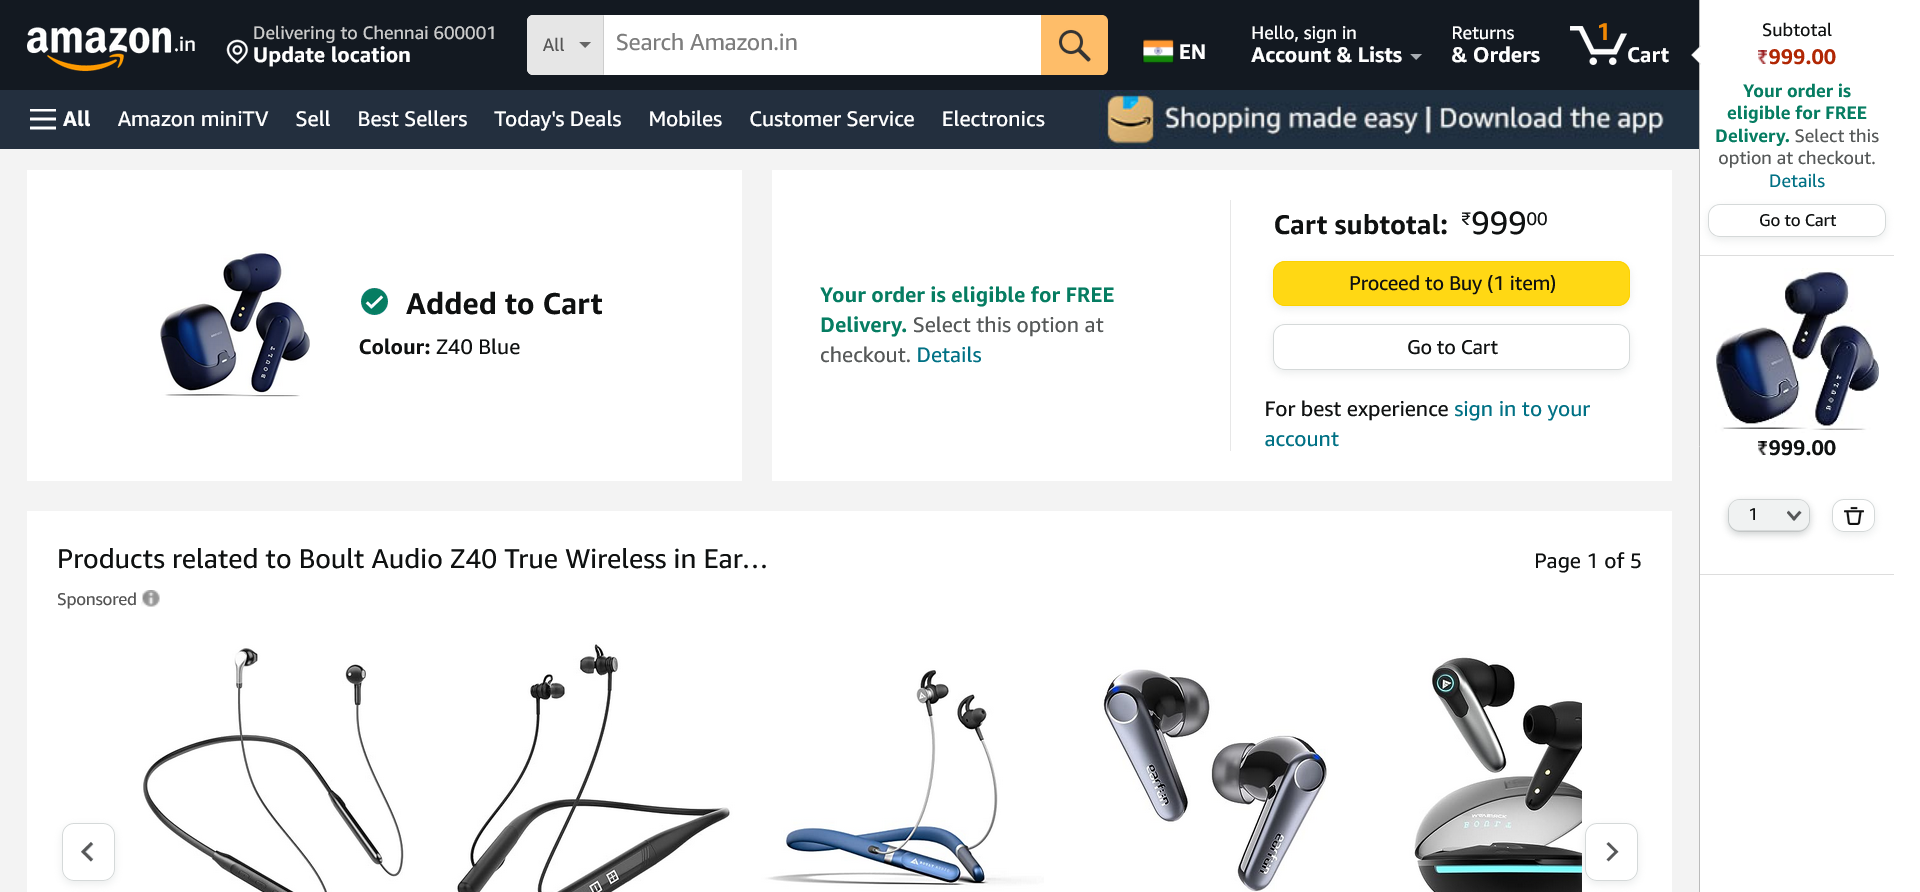 amazon.in
Delivering to Chennai 600001
Update location
All
Search Amazon.in
EN
Hello, sign in
Account & Lists
Returns
& Orders
1
Cart
All
Amazon miniTV
Sell
Best Sellers
Today's Deals
Mobiles
Customer Service
Electronics
Shopping made easy | Download the app
Added to Cart
Colour: Z40 Blue
BOULT
Your order is eligible for FREE
Delivery. Select this option at
checkout. Details
Cart subtotal: ₹99900
Proceed to Buy (1 item)
Go to Cart
For best experience sign in to your
account
Products related to Boult Audio Z40 True Wireless in Ear…
Page 1 of 5
Sponsored
earfun
earfun
Subtotal
₹999.00
Your order is
eligible for FREE
Delivery. Select this
option at checkout.
Details
Go to Cart
BOULT
₹999.00
1